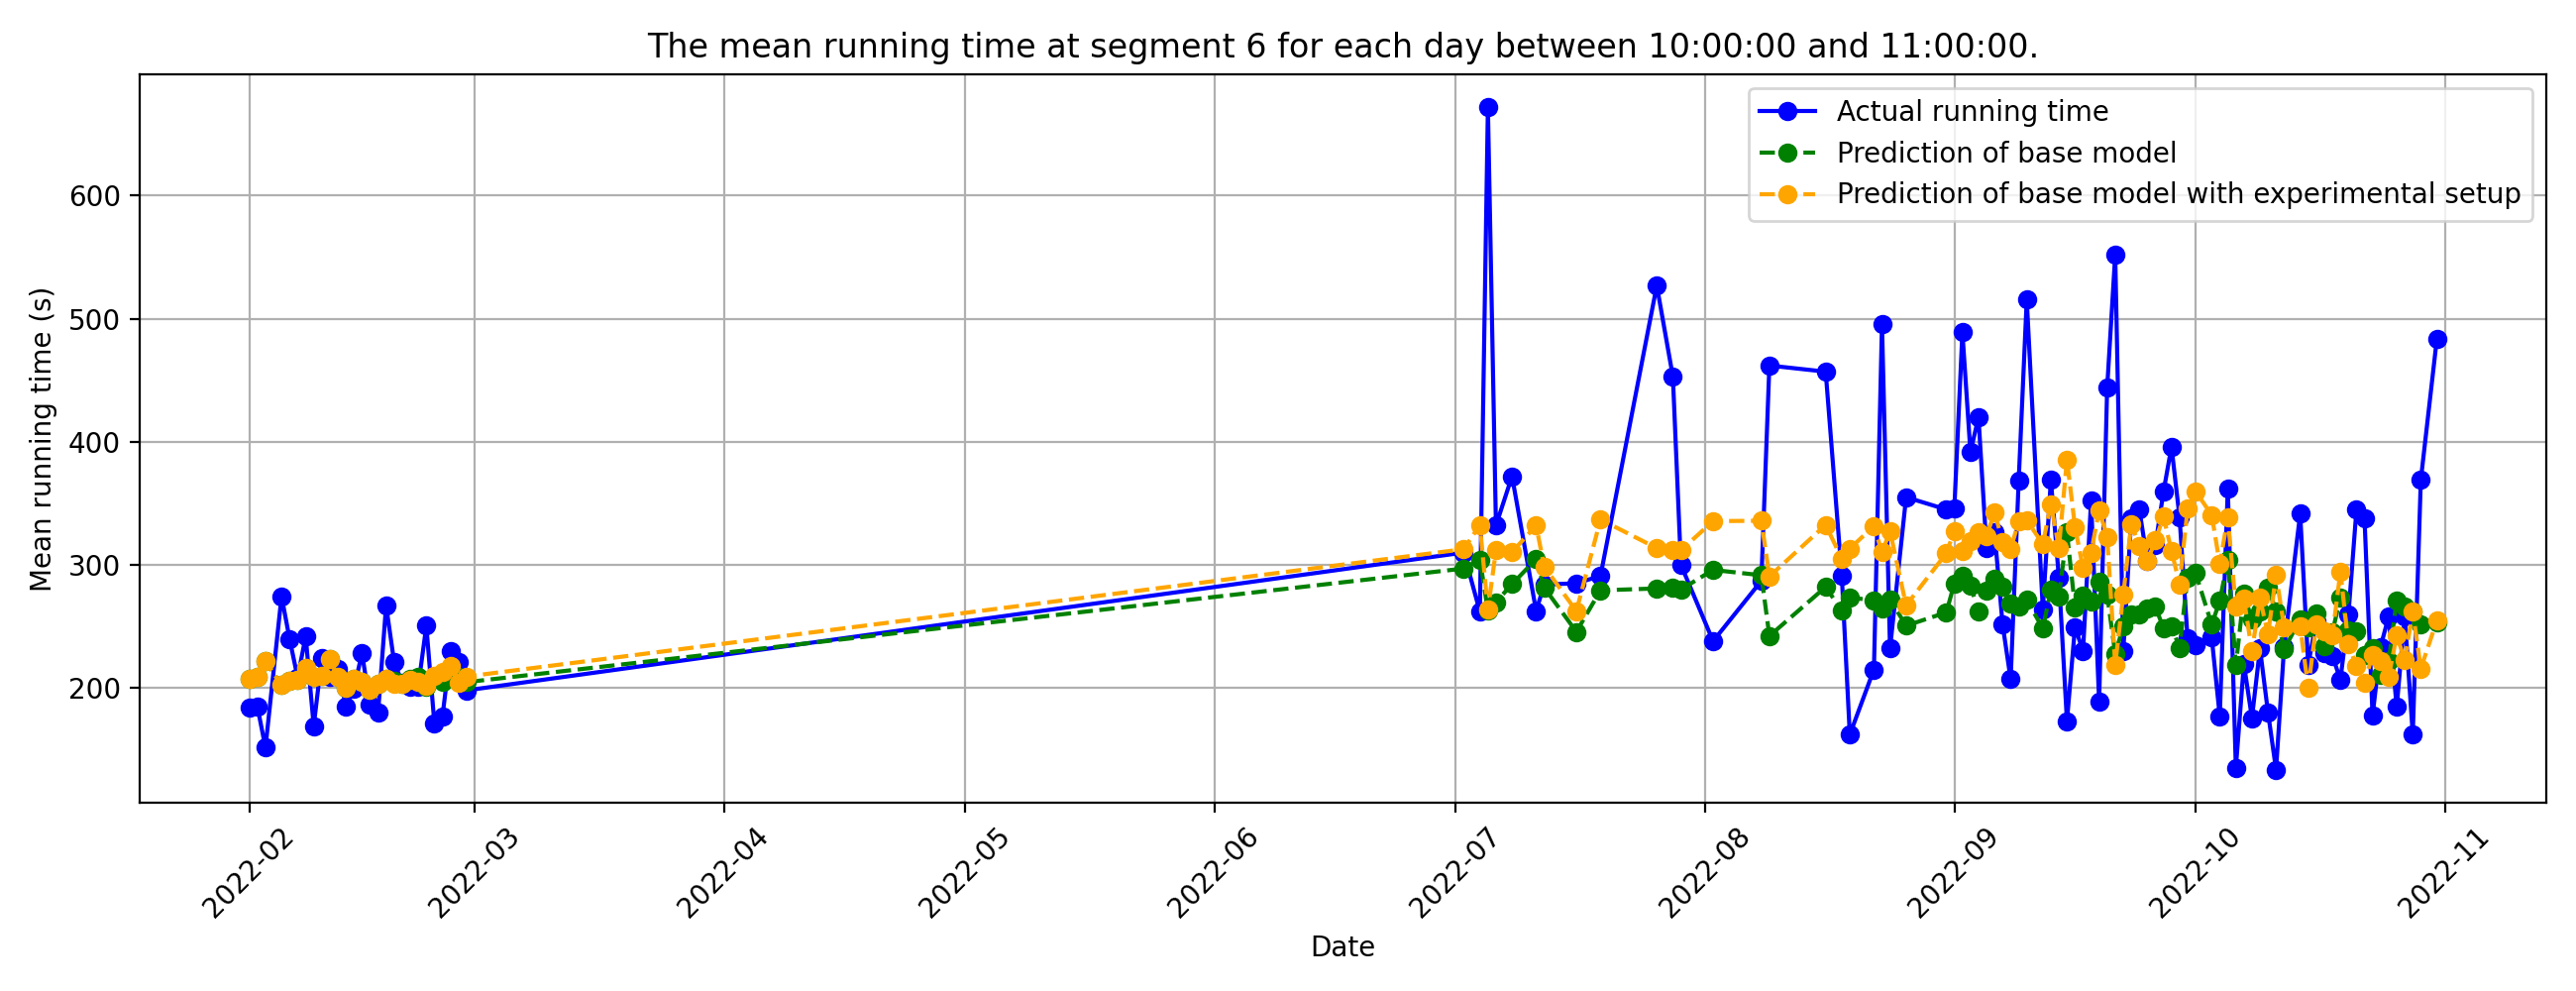 The mean running time at segment 6 for each day between 10:00:00 and 11:00:00.
Actual running time
Prediction of base model
Prediction of base model with experimental setup
Mean running time (s)
600
500
400
300
200
2022-02
2022-03
2022-04
2022-05
2022-06
2022-07
2022-08
2022-09
2022-10
2022-11
Date